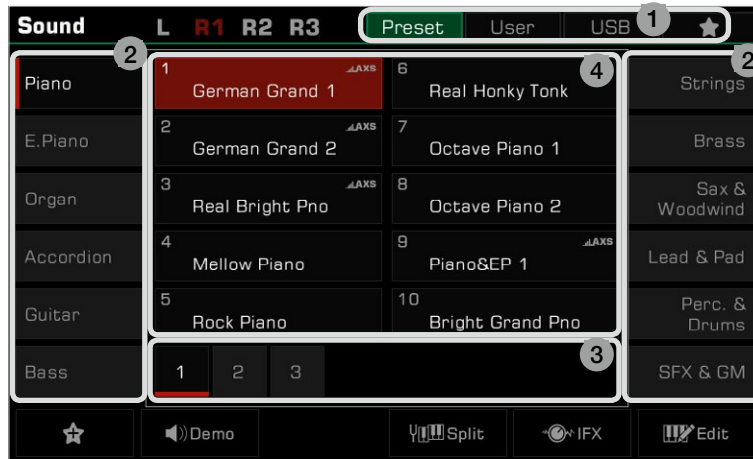 Sound L R1 R2 R3 Preset User USB 1
2 2
Piano
E.Piano
Organ
Accordion
Guitar
Bass
1 AXS
German Grand 1
2 AXS
German Grand 2
3 AXS
Real Bright Pno
4
Mellow Piano
5
Rock Piano
6 4
Real Honky Tonk
7
Octave Piano 1
8
Octave Piano 2
9 AXS
Piano&EP 1
10
Bright Grand Pno
Strings
Brass
Sax &
Woodwind
Lead & Pad
Perc. &
Drums
SFX & GM
1 2 3 3
Demo Split IFX Edit